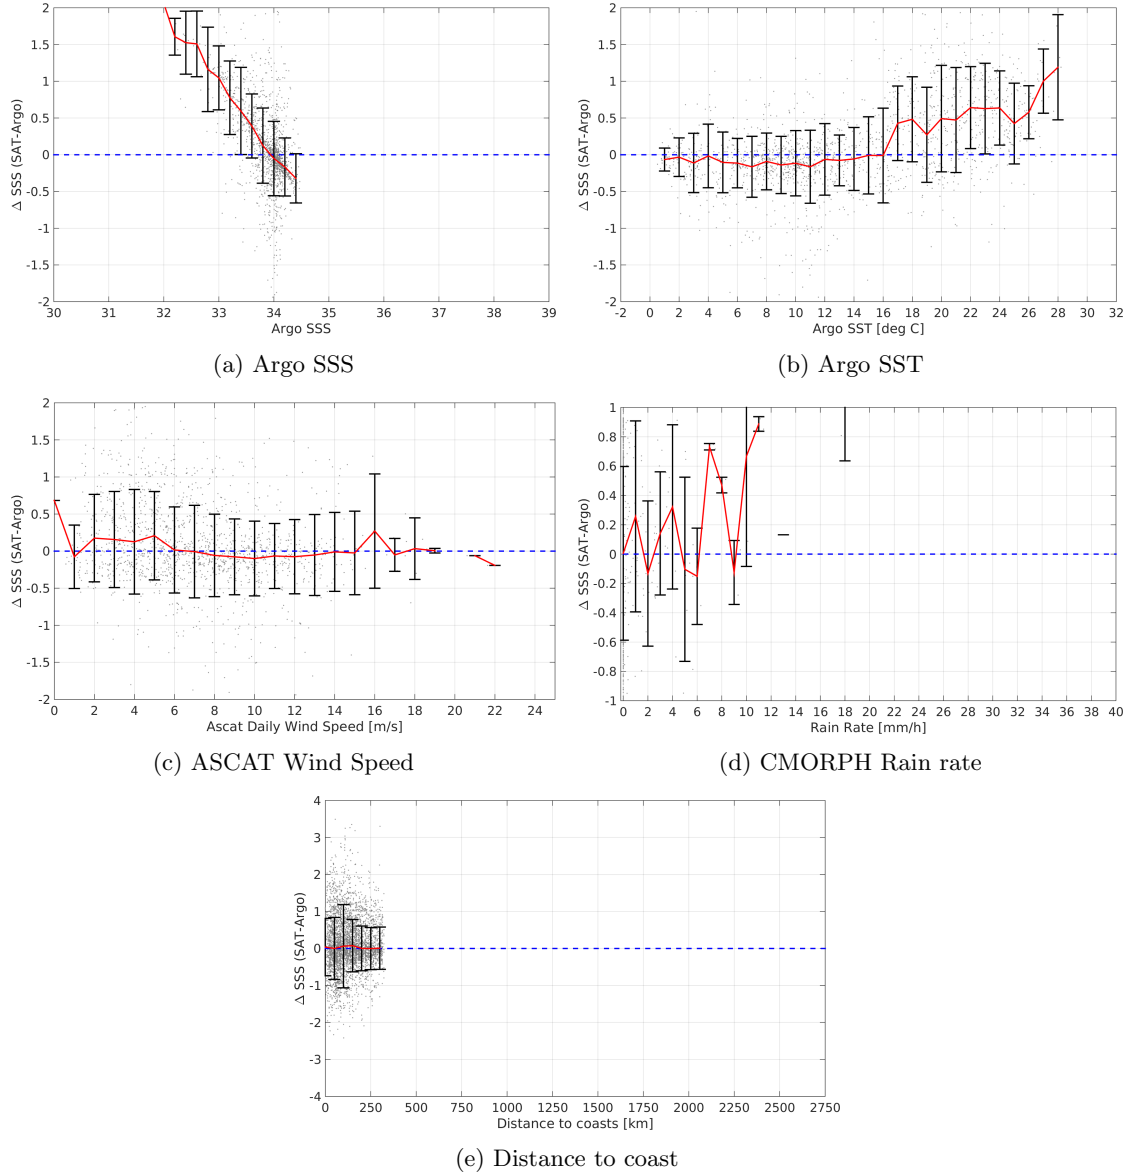 2
1.5
1
0.5
0
-0.5
-1
-1.5
-2
Δ SSS (SAT-Argo)
30 31 32 33 34 35 36 37 38 39
Argo SSS
(a) Argo SSS
2
1.5
1
0.5
0
-0.5
-1
-1.5
-2
Δ SSS (SAT-Argo)
-2 0 2 4 6 8 10 12 14 16 18 20 22 24 26 28 30 32
Argo SST [deg C]
(b) Argo SST
2
1.5
1
0.5
0
-0.5
-1
-1.5
-2
Δ SSS (SAT-Argo)
0 2 4 6 8 10 12 14 16 18 20 22 24
Ascat Daily Wind Speed [m/s]
(c) ASCAT Wind Speed
1
0.8
0.6
0.4
0.2
0
-0.2
-0.4
-0.6
-0.8
-1
Δ SSS (SAT-Argo)
0 2 4 6 8 10 12 14 16 18 20 22 24 26 28 30 32 34 36 38 40
Rain Rate [mm/h]
(d) CMORPH Rain rate
4
3
2
1
0
-1
-2
-3
-4
Δ SSS (SAT-Argo)
0 250 500 750 1000 1250 1500 1750 2000 2250 2500 2750
Distance to coasts [km]
(e) Distance to coast